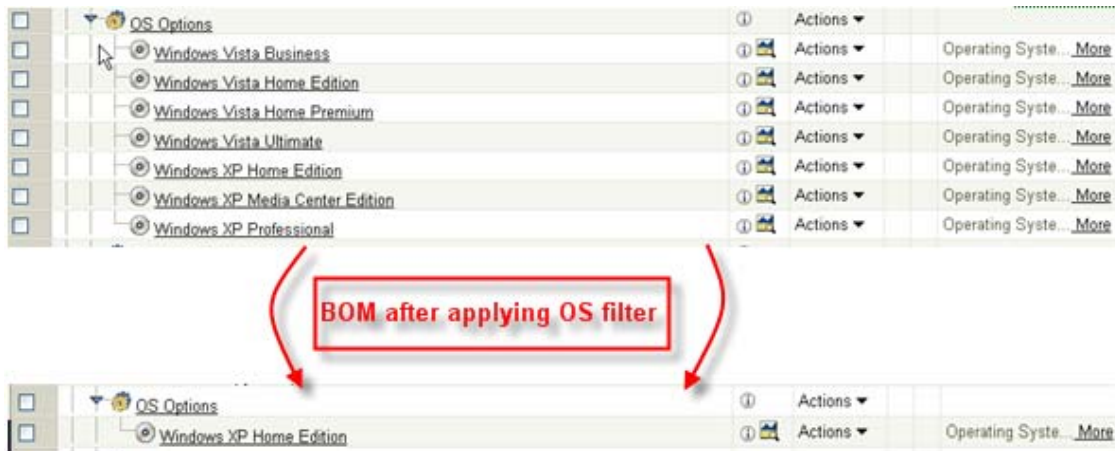 OS Options Actions
Windows Vista Business Actions Operating Syste... More
Windows Vista Home Edition Actions Operating Syste... More
Windows Vista Home Premium Actions Operating Syste... More
Windows Vista Ultimate Actions Operating Syste... More
Windows XP Home Edition Actions Operating Syste... More
Windows XP Media Center Edition Actions Operating Syste... More
Windows XP Professional Actions Operating Syste... More
BOM after applying OS filter
OS Options Actions
Windows XP Home Edition Actions Operating Syste... More